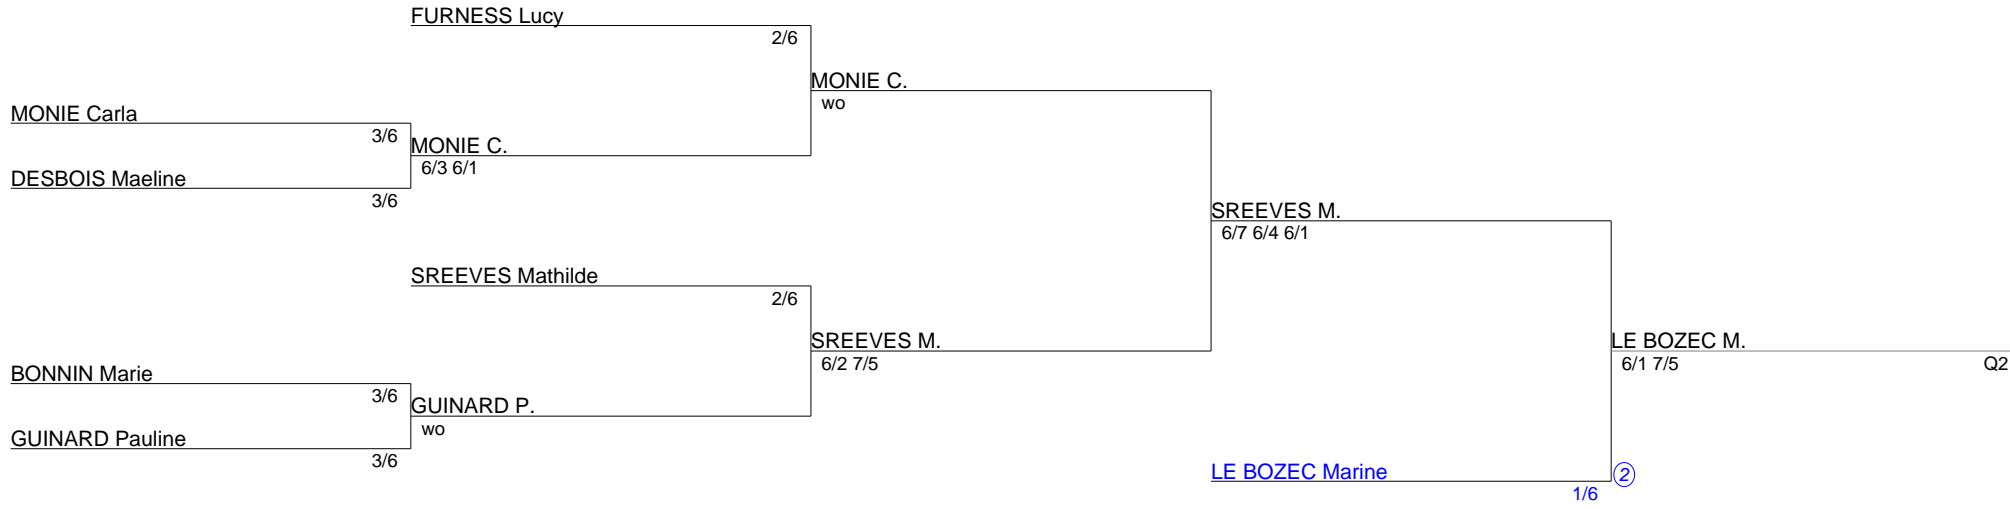 FURNESS Lucy
2/6
MONIE C.
wo
MONIE Carla
3/6
MONIE C.
6/3 6/1
DESBOIS Maeline
3/6
SREEVES M.
6/7 6/4 6/1
SREEVES Mathilde
2/6
SREEVES M.
6/2 7/5
LE BOZEC M.
6/1 7/5
Q2
BONNIN Marie
3/6
GUINARD P.
wo
GUINARD Pauline
3/6
LE BOZEC Marine
2
1/6